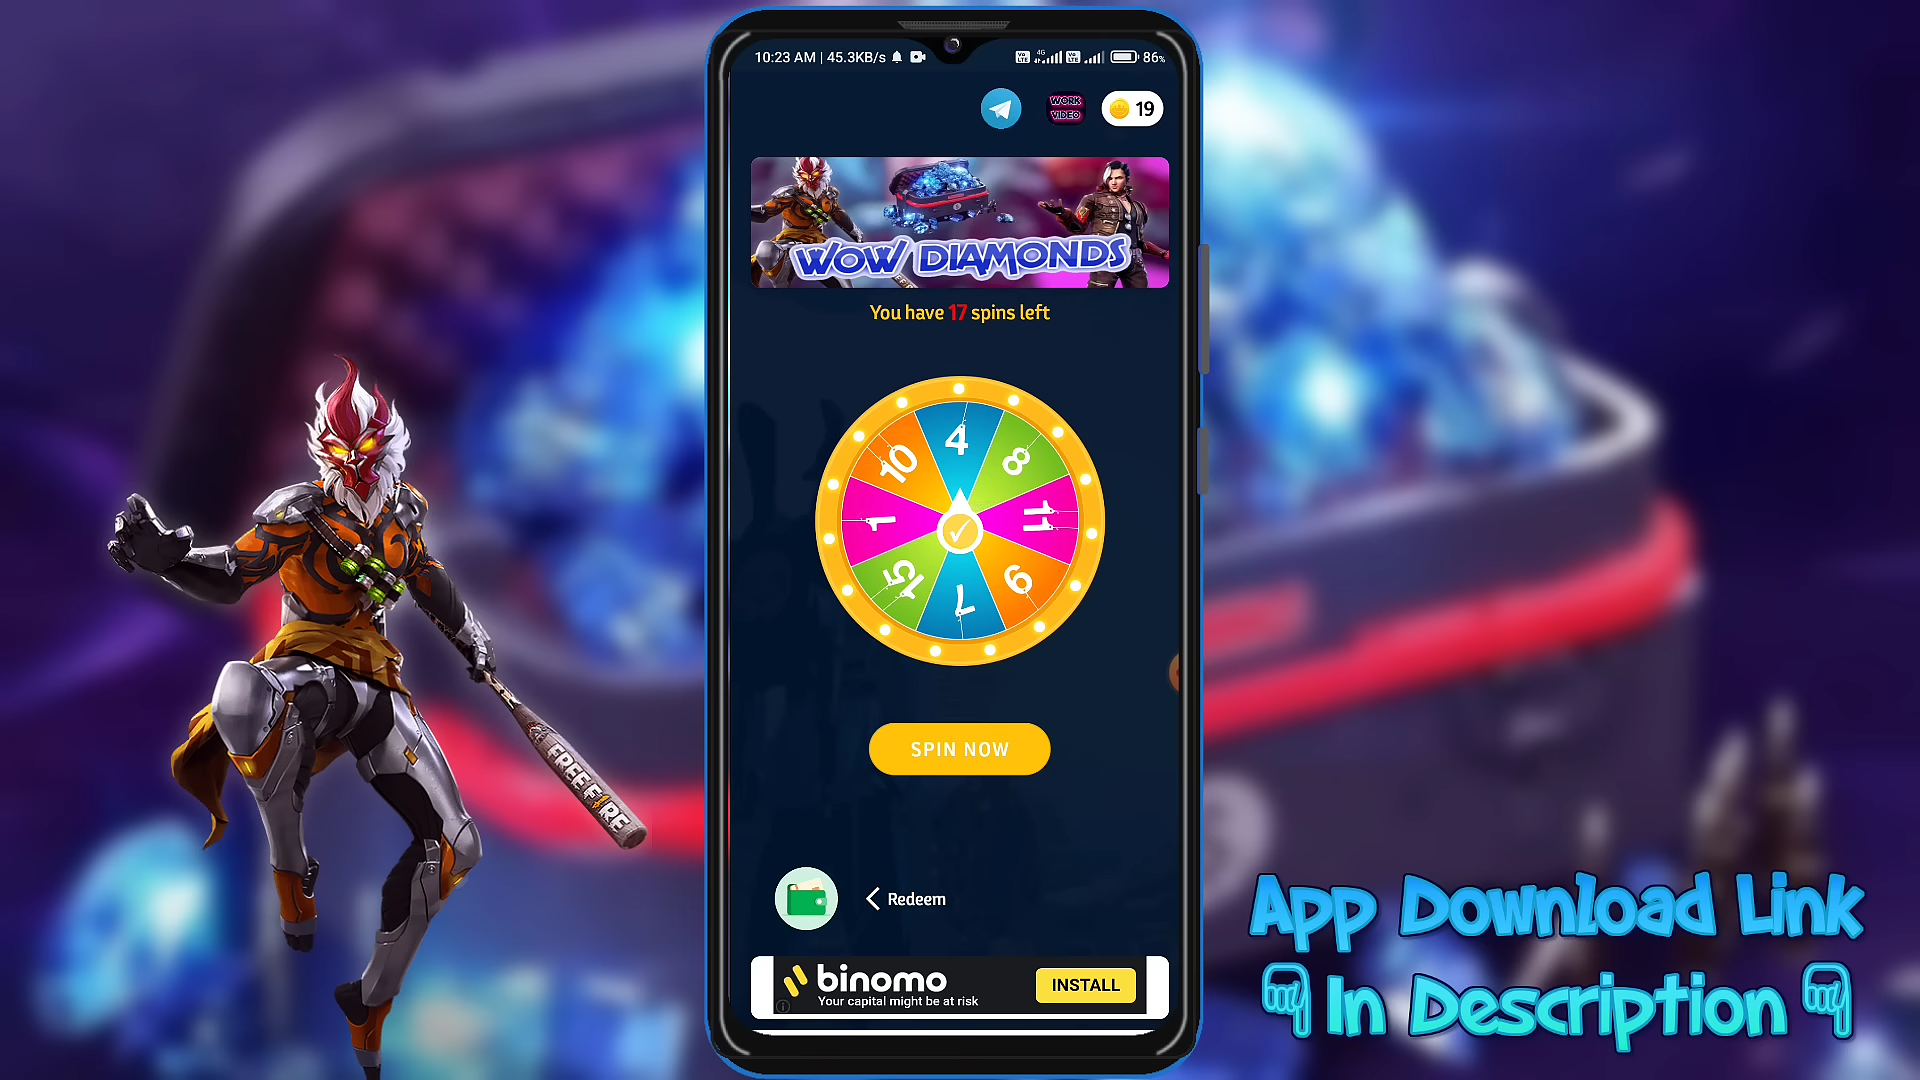 10:23 AM | 45.3KB/s
4G
86%
WORK
VIDEO
19
WOW DIAMONDS
You have 17 spins left
4
8
11
9
7
15
1
10
SPIN NOW
Redeem
binomo
Your capital might be at risk
INSTALL
FREEFIRE
App Download Link
In Description